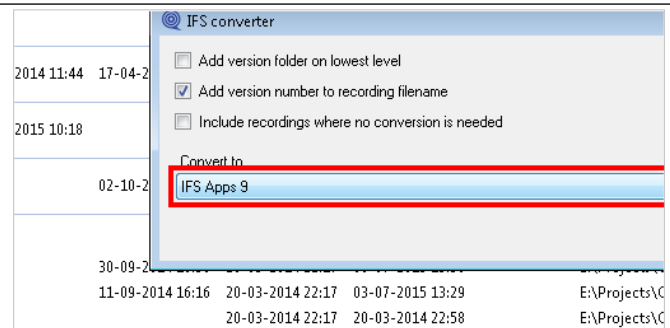 IFS converter
Add version folder on lowest level
2014 11:44 17-04-2
Add version number to recording filename
2015 10:18
Include recordings where no conversion is needed
Convert to
02-10-2
IFS Apps 9
30-09-2
11-09-2014 16:16 20-03-2014 22:17 03-07-2015 13:29 E:\Projects\
20-03-2014 22:17 20-03-2014 22:58 E:\Projects\